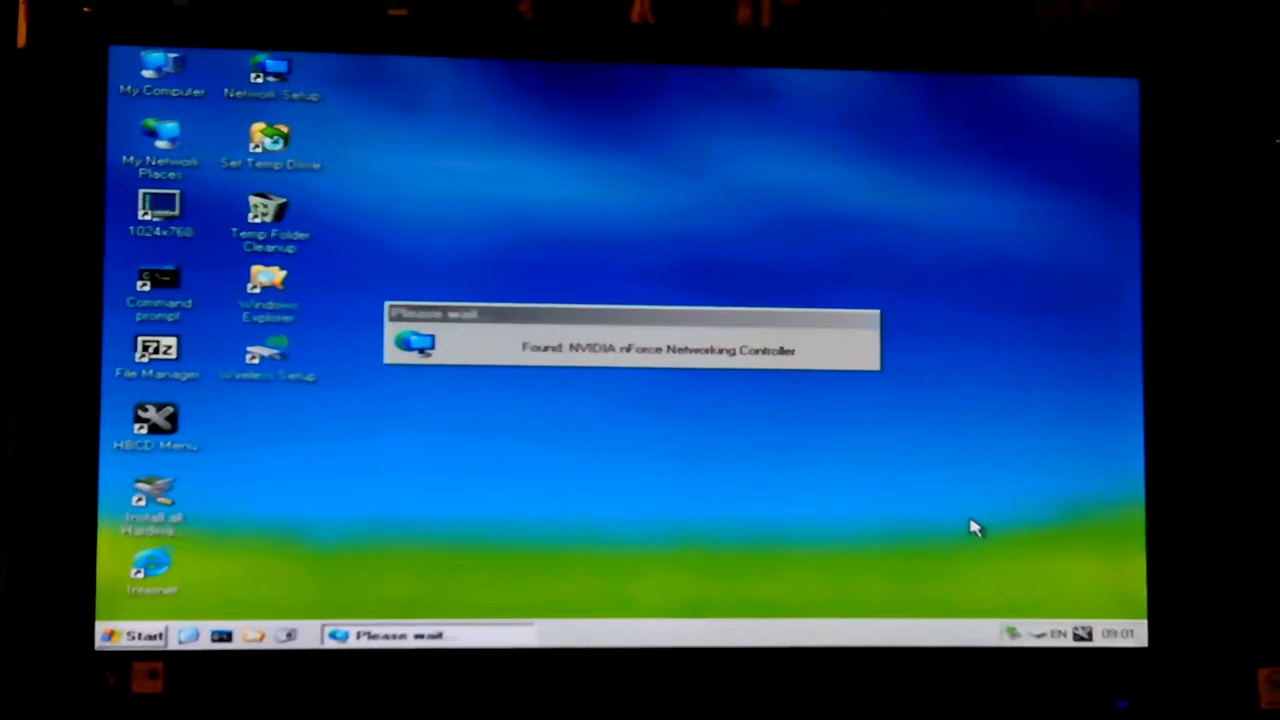 My Computer
Network Setup
My Network
Places
Set Temp Drive
1024x768
Temp Folder
Cleanup
Command
prompt
Windows
Explorer
File Manager
Wireless Setup
HBCD Menu
Install all
Hardwa...
Internet
Please wait...
Found: NVIDIA nForce Networking Controller
Start
Please wait...
EN
09:01